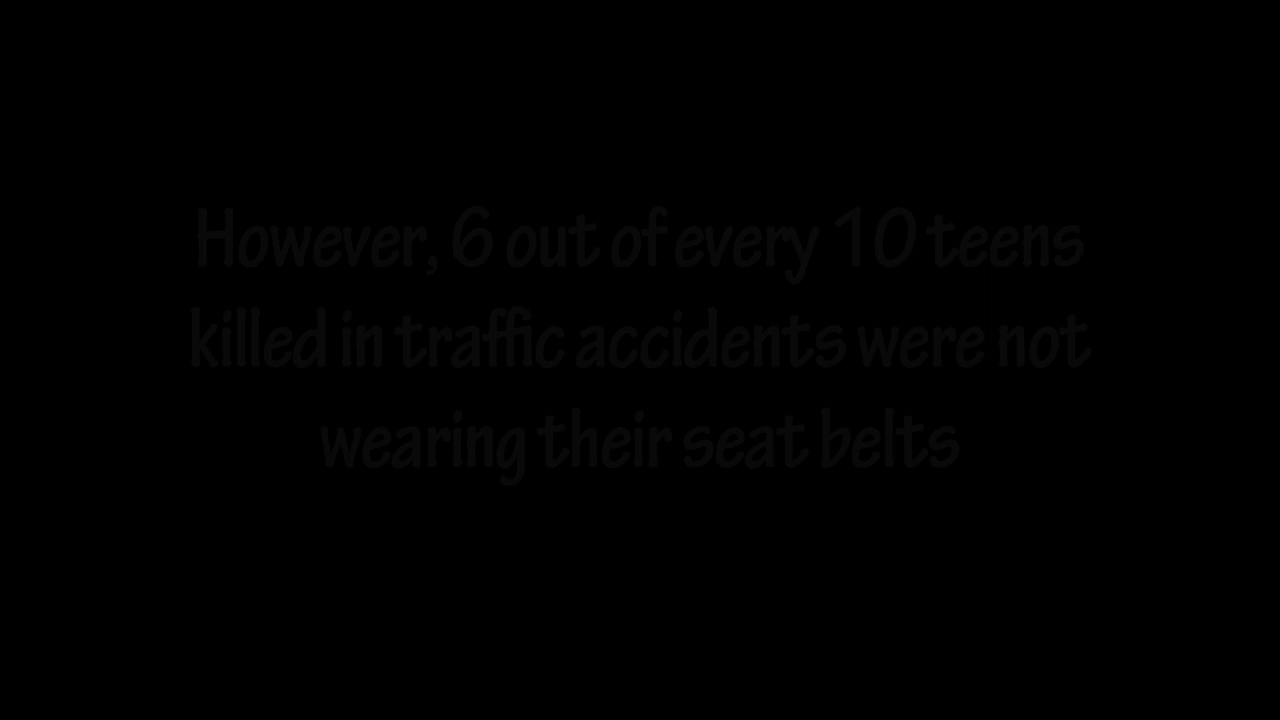 However, 6 out of every 10 teens
killed in traffic accidents were not
wearing their seat belts